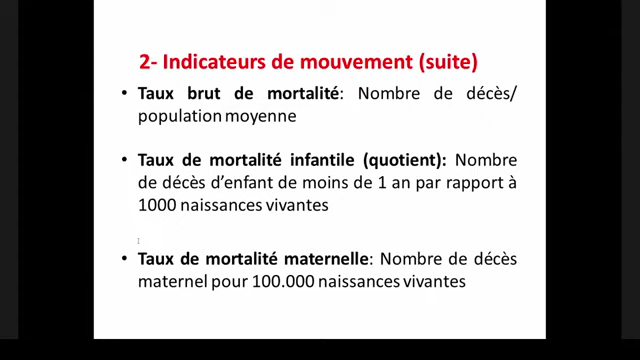 2- Indicateurs de mouvement (suite)
• Taux brut de mortalité: Nombre de décès/
population moyenne
• Taux de mortalité infantile (quotient): Nombre
de décès d'enfant de moins de 1 an par rapport à
1000 naissances vivantes
• Taux de mortalité maternelle: Nombre de décès
maternel pour 100.000 naissances vivantes